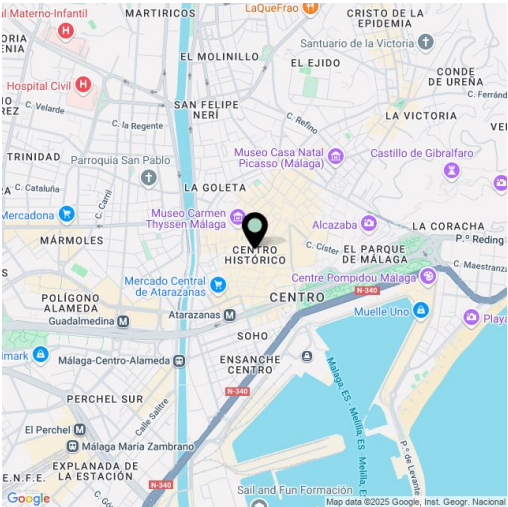 MARTIRICOS
LaQueFrao
CRISTO DE LA
EPIDEMIA
al Materno-Infantil
Santuario de la Victoria
EL MOLINILLO
EL EJIDO
CONDE
DE UREÑA
Hospital Civil
C. Velarde
SAN FELIPE
NERÍ
C. Ferránd
C. la Regente
C. Refino
LA VICTORIA
TRINIDAD
Parroquia San Pablo
Museo Casa Natal
Picasso (Málaga)
Castillo de Gibralfaro
C. Cataluña
C. Carril
LA GOLETA
Mercadona
Museo Carmen
Thyssen Málaga
Alcazaba
LA CORACHA
MÁRMOLES
CENTRO
HISTÓRICO
C. Císter
EL PARQUE
DE MÁLAGA
P.º Reding
C. Maestranza
Mercado Central
de Atarazanas
Centre Pompidou Málaga
POLÍGONO
ALAMEDA
CENTRO
N-340
Guadalmedina
Atarazanas
Muelle Uno
Playa
SOHO
imark
Málaga-Centro-Alameda
ENSANCHE
CENTRO
N-340
PERCHEL SUR
Calle Salitre
Malaga, ES - Melilla, ES
Melilla, ES
El Perchel
Málaga María Zambrano
P.º de Levante
EXPLANADA DE
LA ESTACIÓN
E.N.F.E.
N-340
Sail and Fun Formación
Google
Map data ©2025 Google, Inst. Geogr. Nacional